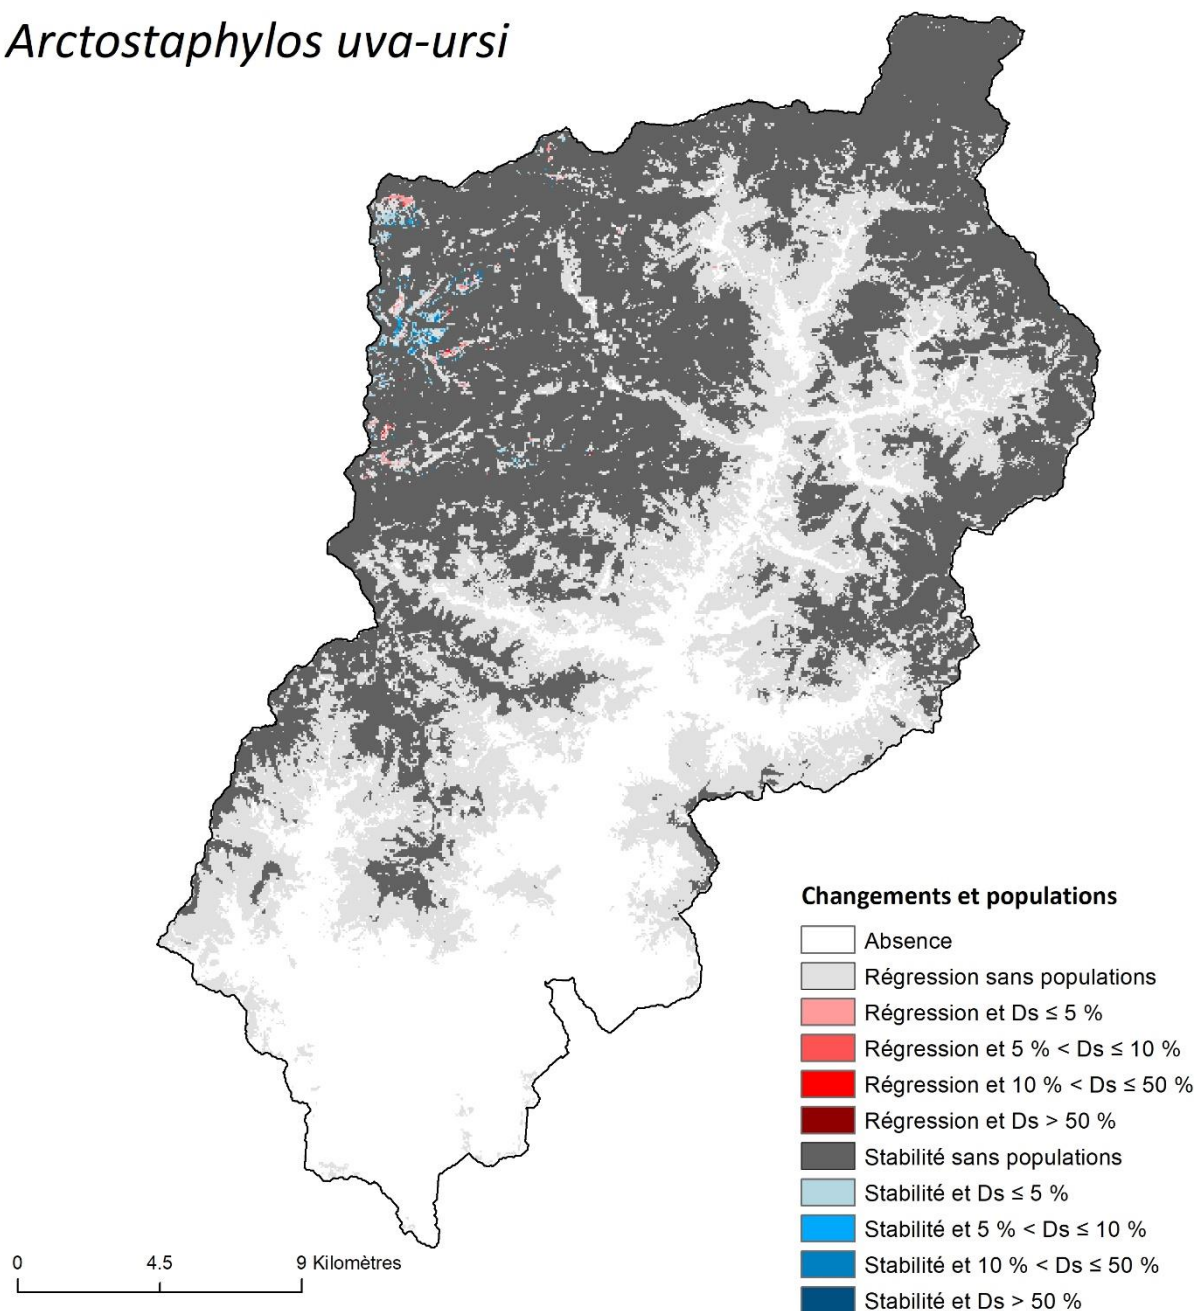 Arctostaphylos uva-ursi
Changements et populations
Absence
Régression sans populations
Régression et Ds ≤ 5 %
Régression et 5 % < Ds ≤ 10 %
Régression et 10 % < Ds ≤ 50 %
Régression et Ds > 50 %
Stabilité sans populations
Stabilité et Ds ≤ 5 %
Stabilité et 5 % < Ds ≤ 10 %
Stabilité et 10 % < Ds ≤ 50 %
Stabilité et Ds > 50 %
0 4.5 9 Kilomètres